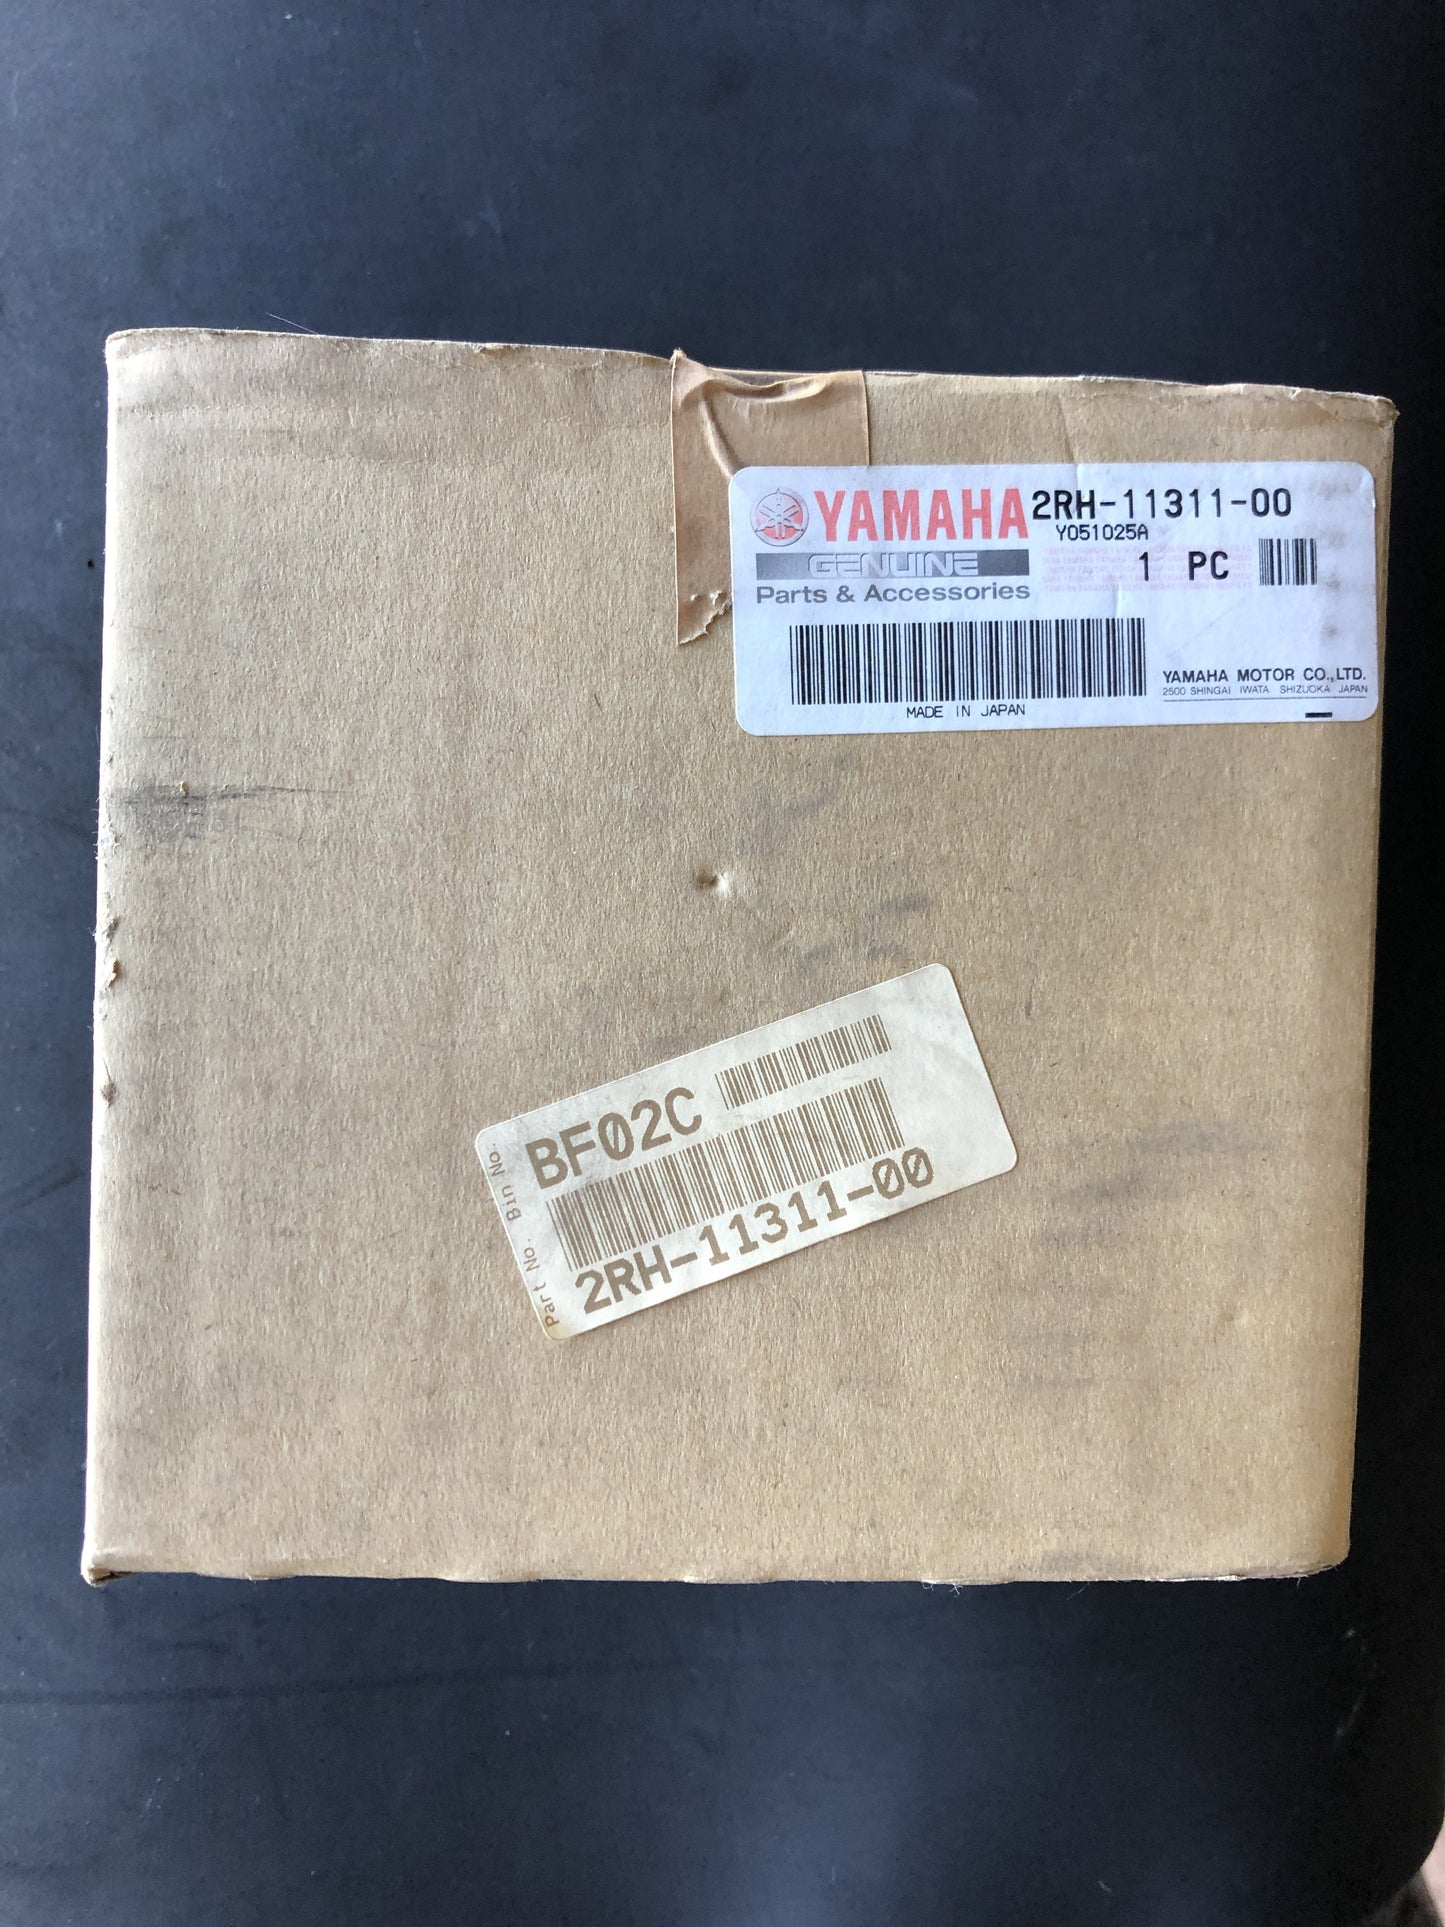 YAMAHA 2RH-11311-00
Y051025A
GENUINE 1 PC
Parts & Accessories
YAMAHA MOTOR CO.,LTD.
2500 SHINGAI IWATA SHIZUOKA JAPAN
MADE IN JAPAN
Bin No. BF02C
Part No. 2RH-11311-00